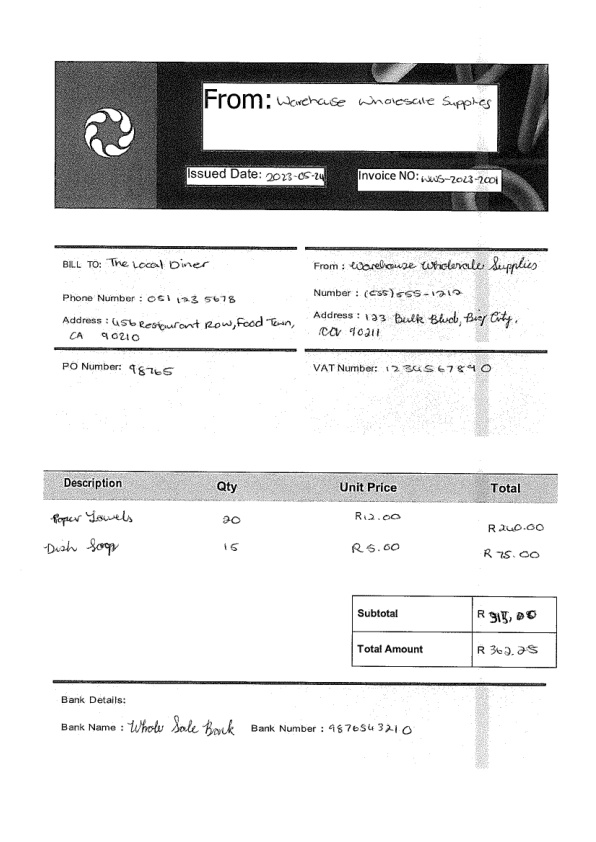 From: Warehouse Wholesale Supplies
Issued Date: 2023-05-24
Invoice NO: WWS-2023-2001
BILL TO: The Local Diner
From : Warehouse Wholesale Supplies
Phone Number : 051 123 5678
Number : (555) 555-1212
Address : 456 Restaurant Row, Food Town,
CA 90210
Address : 123 Bulk Blvd, Big City,
90211
PO Number: 98765
VAT Number: 1234567890
Description Qty Unit Price Total
Paper Towels 20 R12.00 R240.00
Dish Soap 15 R5.00 R 75.00
Subtotal R 315,00
Total Amount R 362.25
Bank Details:
Bank Name : Whole Sale Bank Bank Number : 9876543210